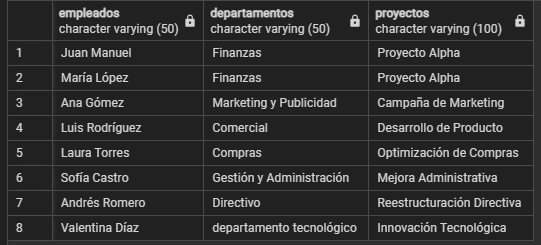 empleados departamentos proyectos
character varying (50) character varying (50) character varying (100)
1 Juan Manuel Finanzas Proyecto Alpha
2 María López Finanzas Proyecto Alpha
3 Ana Gómez Marketing y Publicidad Campaña de Marketing
4 Luis Rodríguez Comercial Desarrollo de Producto
5 Laura Torres Compras Optimización de Compras
6 Sofía Castro Gestión y Administración Mejora Administrativa
7 Andrés Romero Directivo Reestructuración Directiva
8 Valentina Díaz departamento tecnológico Innovación Tecnológica